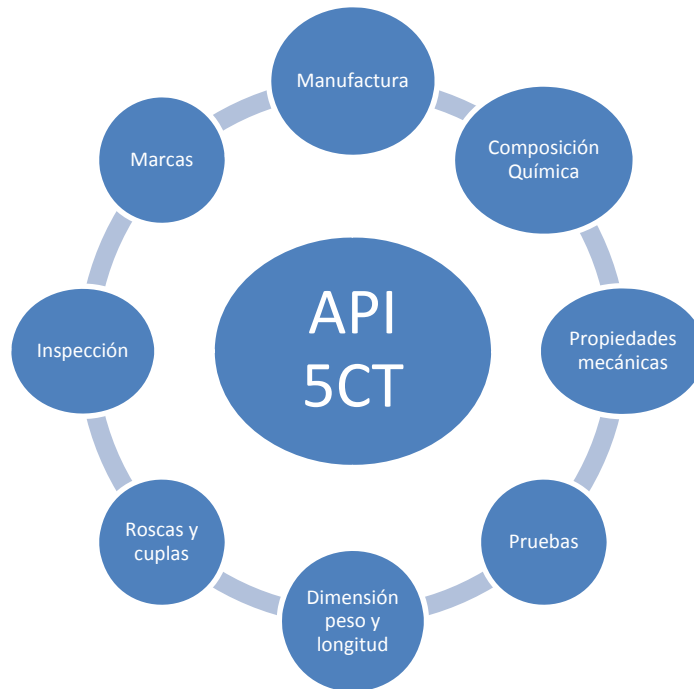 Manufactura
Composición
Química
Propiedades
mecánicas
Pruebas
Dimensión
peso y
longitud
Roscas y
cuplas
Inspección
Marcas
API
5CT